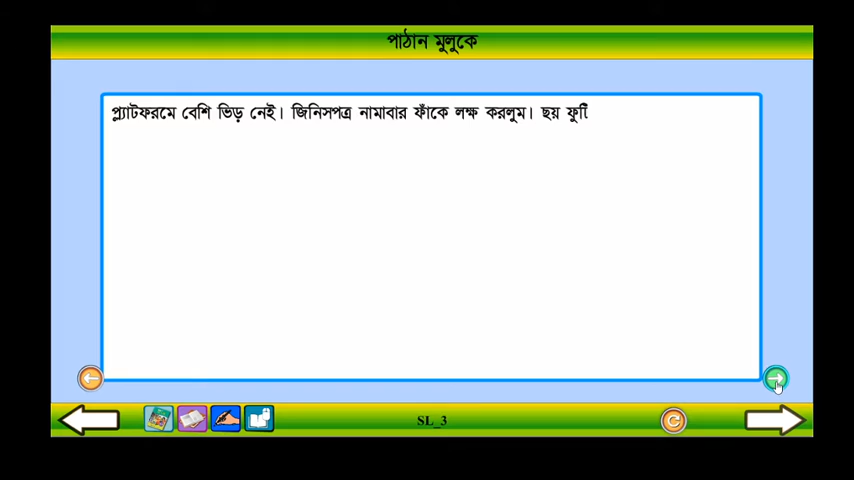 পাঠান মুলুকে
প্ল্যাটফরমে বেশি ভিড় নেই। জিনিসপত্র নামাবার ফাঁকে লক্ষ করলুম। ছয় ফুটি
SL_3